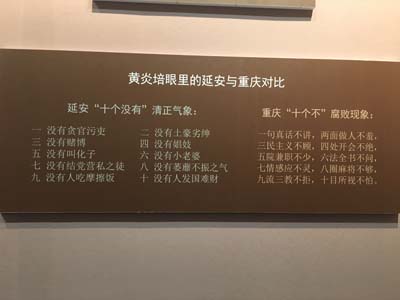 黄炎培眼里的延安与重庆对比
延安“十个没有”清正气象：
一 没有贪官污吏 二 没有土豪劣绅
三 没有赌博 四 没有娼妓
五 没有叫化子 六 没有小老婆
七 没有结党营私之徒 八 没有萎靡不振之气
九 没有人吃摩擦饭 十 没有人发国难财
重庆“十个不”腐败现象：
一句真话不讲，两面做人不羞，
三民主义不顾，四处开会不绝，
五院兼职不少，六法全书不问，
七情感应不灵，八圈麻将不够，
九流三教不拒，十目所视不怕。